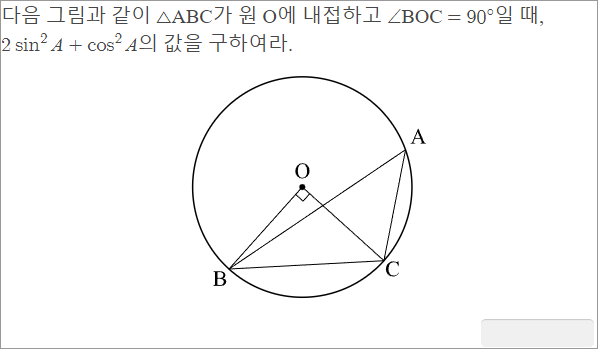 다음 그림과 같이 △ABC가 원 O에 내접하고 ∠BOC = 90°일 때,
2 sin² A + cos² A의 값을 구하여라.
A
O
C
B